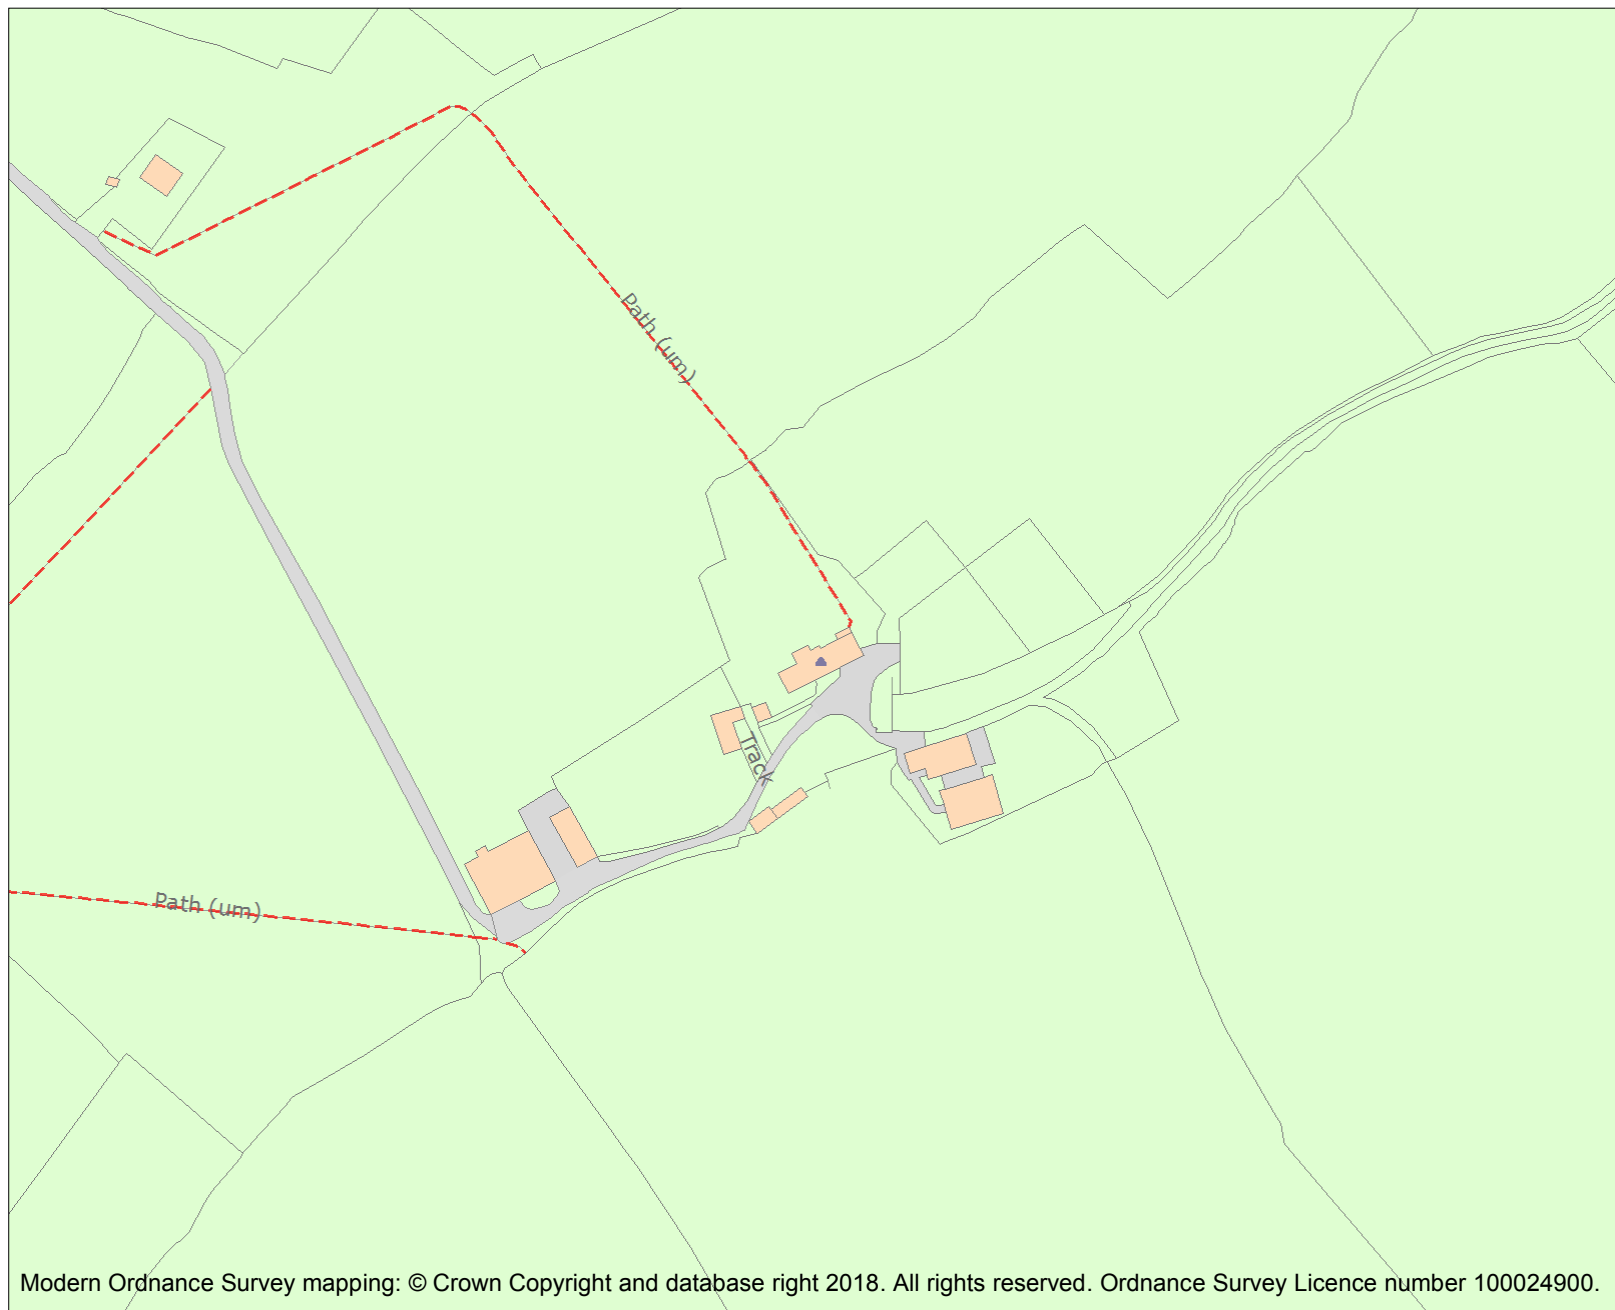 Path (um)
Track
Path (um)
Modern Ordnance Survey mapping: © Crown Copyright and database right 2018. All rights reserved. Ordnance Survey Licence number 100024900.